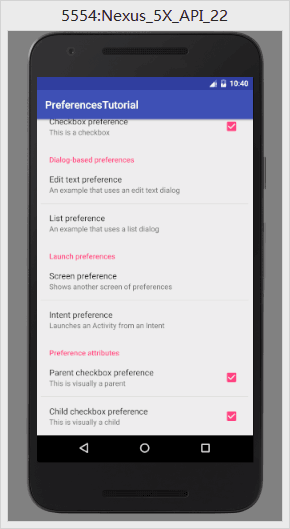 5554:Nexus_5X_API_22
10:40
PreferencesTutorial
Checkbox preference
This is a checkbox
Dialog-based preferences
Edit text preference
An example that uses an edit text dialog
List preference
An example that uses a list dialog
Launch preferences
Screen preference
Shows another screen of preferences
Intent preference
Launches an Activity from an Intent
Preference attributes
Parent checkbox preference
This is visually a parent
Child checkbox preference
This is visually a child